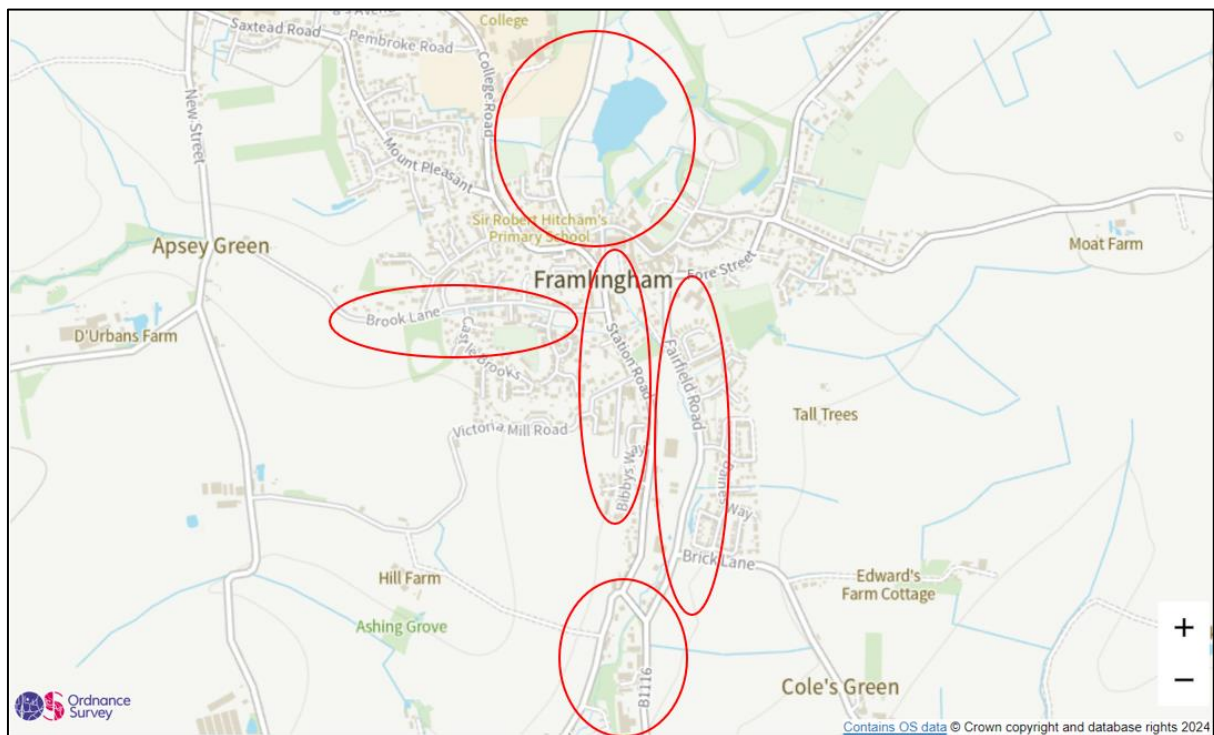 Saxtead Road
College
Pembroke Road
College Road
New Street
Mount Pleasant
Sir Robert Hitcham's
Primary School
Apsey Green
Moat Farm
Fore Street
Framlingham
Brook Lane
D'Urbans Farm
Castle Brooks
Station Road
Fairfield Road
Tall Trees
Victoria Mill Road
Bibbys Way
Gaines Way
Brick Lane
Hill Farm
Edward's
Farm Cottage
Ashing Grove
+
−
Cole's Green
B1116
Ordnance
Survey
Contains OS data © Crown copyright and database rights 2024